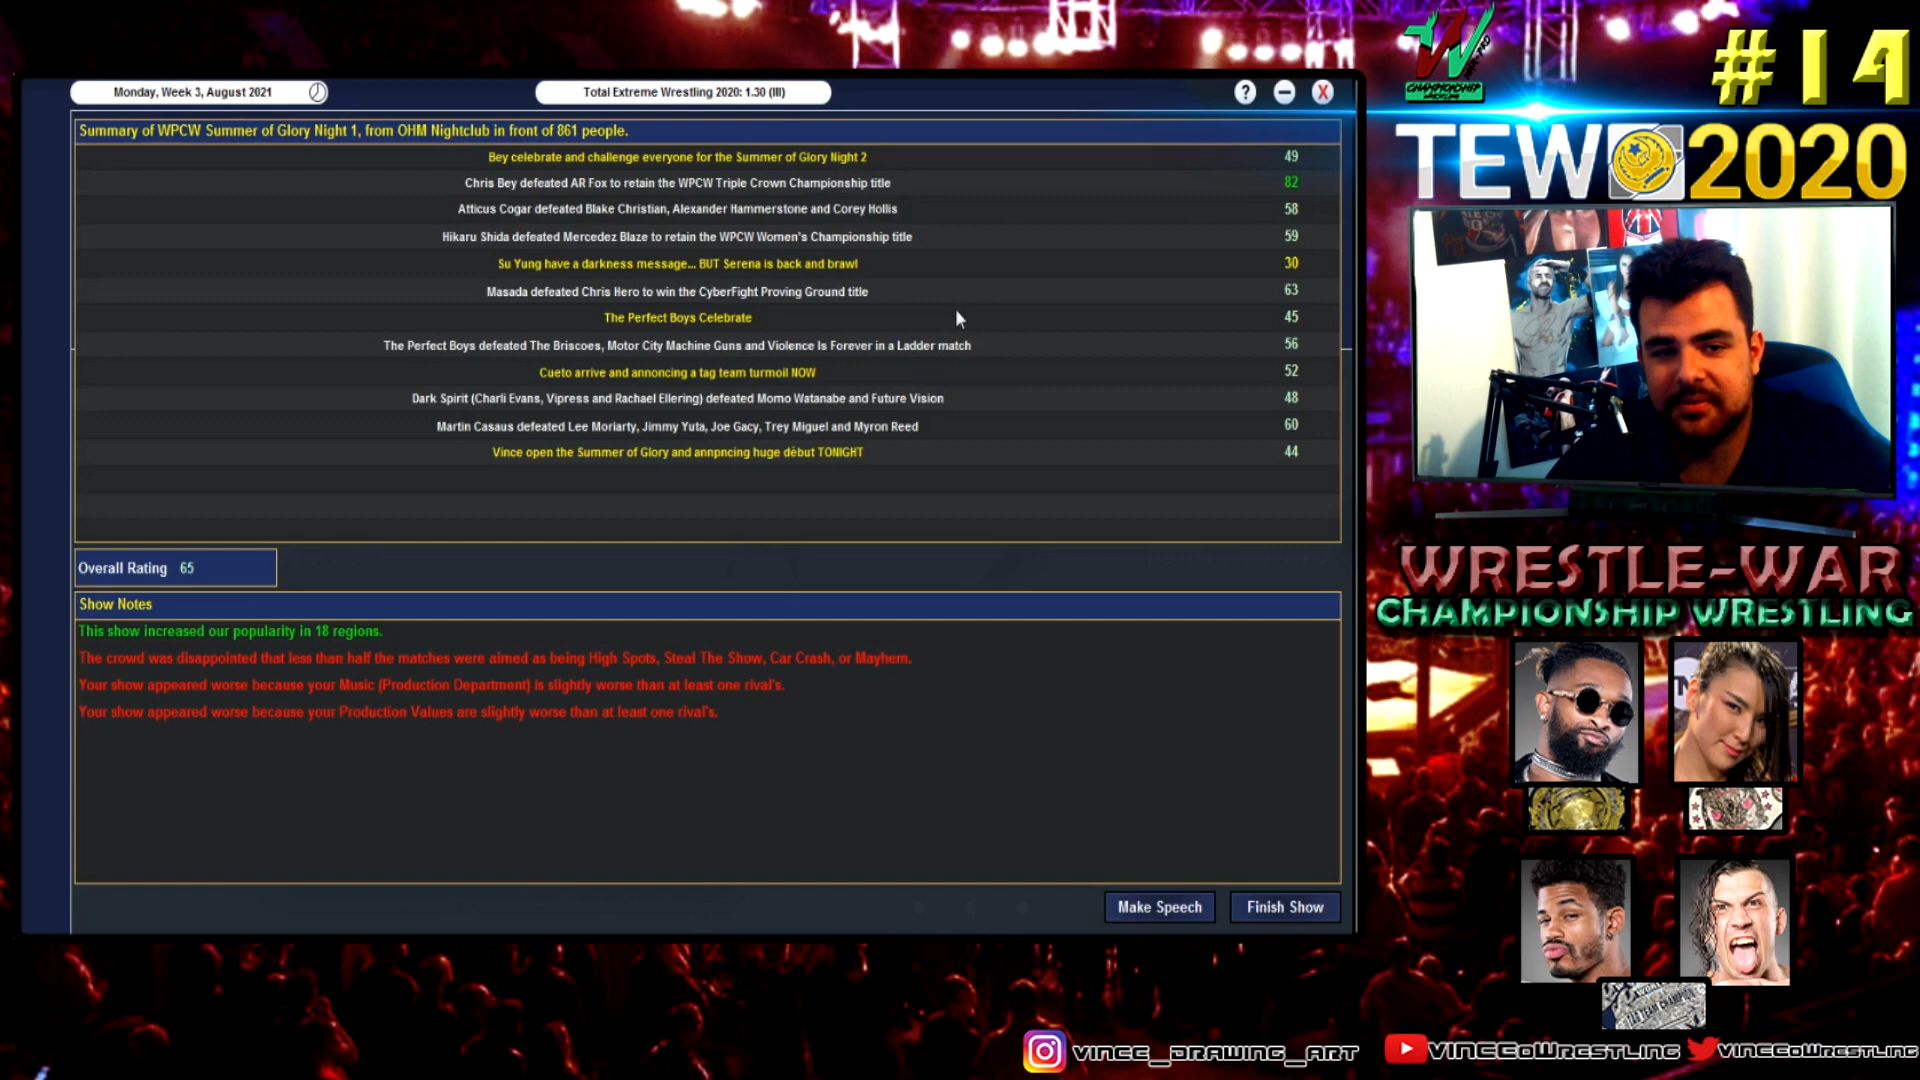 #14
CHAMPIONSHIP
WRESTLING
TEW 2020
Monday, Week 3, August 2021
Total Extreme Wrestling 2020: 1.30 (III)
? – X
Summary of WPCW Summer of Glory Night 1, from OHM Nightclub in front of 861 people.
Bey celebrate and challenge everyone for the Summer of Glory Night 2 49
Chris Bey defeated AR Fox to retain the WPCW Triple Crown Championship title 82
Atticus Cogar defeated Blake Christian, Alexander Hammerstone and Corey Hollis 58
Hikaru Shida defeated Mercedez Blaze to retain the WPCW Women's Championship title 59
Su Yung have a darkness message... BUT Serena is back and brawl 30
Masada defeated Chris Hero to win the CyberFight Proving Ground title 63
The Perfect Boys Celebrate 45
The Perfect Boys defeated The Briscoes, Motor City Machine Guns and Violence Is Forever in a Ladder match 56
Cueto arrive and annoncing a tag team turmoil NOW 52
Dark Spirit (Charli Evans, Vipress and Rachael Ellering) defeated Momo Watanabe and Future Vision 48
Martin Casaus defeated Lee Moriarty, Jimmy Yuta, Joe Gacy, Trey Miguel and Myron Reed 60
Vince open the Summer of Glory and annpncing huge début TONIGHT 44
Overall Rating 65
Show Notes
This show increased our popularity in 18 regions.
The crowd was disappointed that less than half the matches were aimed as being High Spots, Steal The Show, Car Crash, or Mayhem.
Your show appeared worse because your Music (Production Department) is slightly worse than at least one rival's.
Your show appeared worse because your Production Values are slightly worse than at least one rival's.
Make Speech
Finish Show
WRESTLE-WAR
CHAMPIONSHIP WRESTLING
VINCE_DRAWING_ART
VINCEOWRESTLING
VINCEOWRESTLING